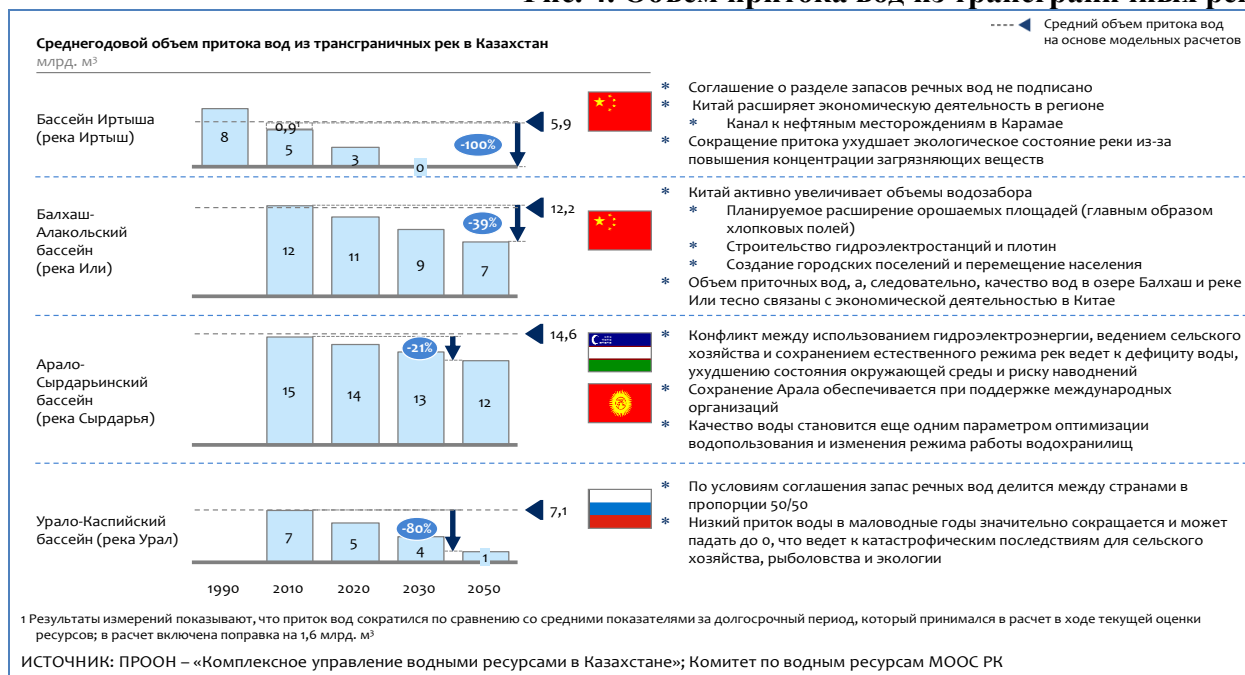 Рис. 4. Объем притока вод из трансграничных рек
Средний объем притока вод
на основе модельных расчетов
Среднегодовой объем притока вод из трансграничных рек в Казахстан
млрд. м³
Бассейн Иртыша
(река Иртыш)
8
0,9¹
5
3
0
-100%
5,9
* Соглашение о разделе запасов речных вод не подписано
* Китай расширяет экономическую деятельность в регионе
* Канал к нефтяным месторождениям в Карамае
* Сокращение притока ухудшает экологическое состояние реки из-за
повышения концентрации загрязняющих веществ
Балхаш-
Алакольский
бассейн
(река Или)
12
11
9
7
-39%
12,2
* Китай активно увеличивает объемы водозабора
* Планируемое расширение орошаемых площадей (главным образом
хлопковых полей)
* Строительство гидроэлектростанций и плотин
* Создание городских поселений и перемещение населения
* Объем приточных вод, а, следовательно, качество вод в озере Балхаш и реке
Или тесно связаны с экономической деятельностью в Китае
Арало-
Сырдарьинский
бассейн
(река Сырдарья)
15
14
13
12
-21%
14,6
* Конфликт между использованием гидроэлектроэнергии, ведением сельского
хозяйства и сохранением естественного режима рек ведет к дефициту воды,
ухудшению состояния окружающей среды и риску наводнений
* Сохранение Арала обеспечивается при поддержке международных
организаций
* Качество воды становится еще одним параметром оптимизации
водопользования и изменения режима работы водохранилищ
Урало-Каспийский
бассейн (река Урал)
7
5
4
1
-80%
7,1
* По условиям соглашения запас речных вод делится между странами в
пропорции 50/50
* Низкий приток воды в маловодные годы значительно сокращается и может
падать до 0, что ведет к катастрофическим последствиям для сельского
хозяйства, рыболовства и экологии
1990 2010 2020 2030 2050
1 Результаты измерений показывают, что приток вод сократился по сравнению со средними показателями за долгосрочный период, который принимался в расчет в ходе текущей оценки
ресурсов; в расчет включена поправка на 1,6 млрд. м³
ИСТОЧНИК: ПРООН – «Комплексное управление водными ресурсами в Казахстане»; Комитет по водным ресурсам МООС РК